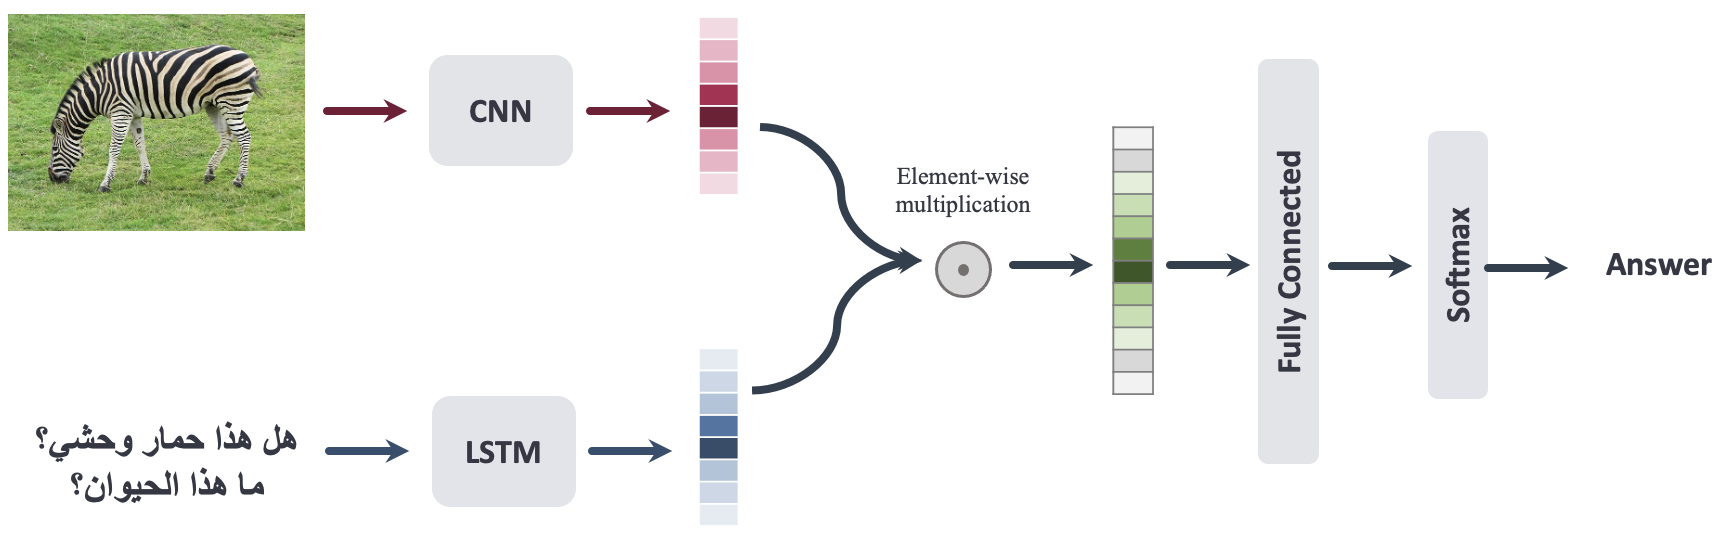 CNN
Element-wise
multiplication
Fully Connected
Softmax
Answer
هل هذا حمار وحشي؟
ما هذا الحيوان؟
LSTM